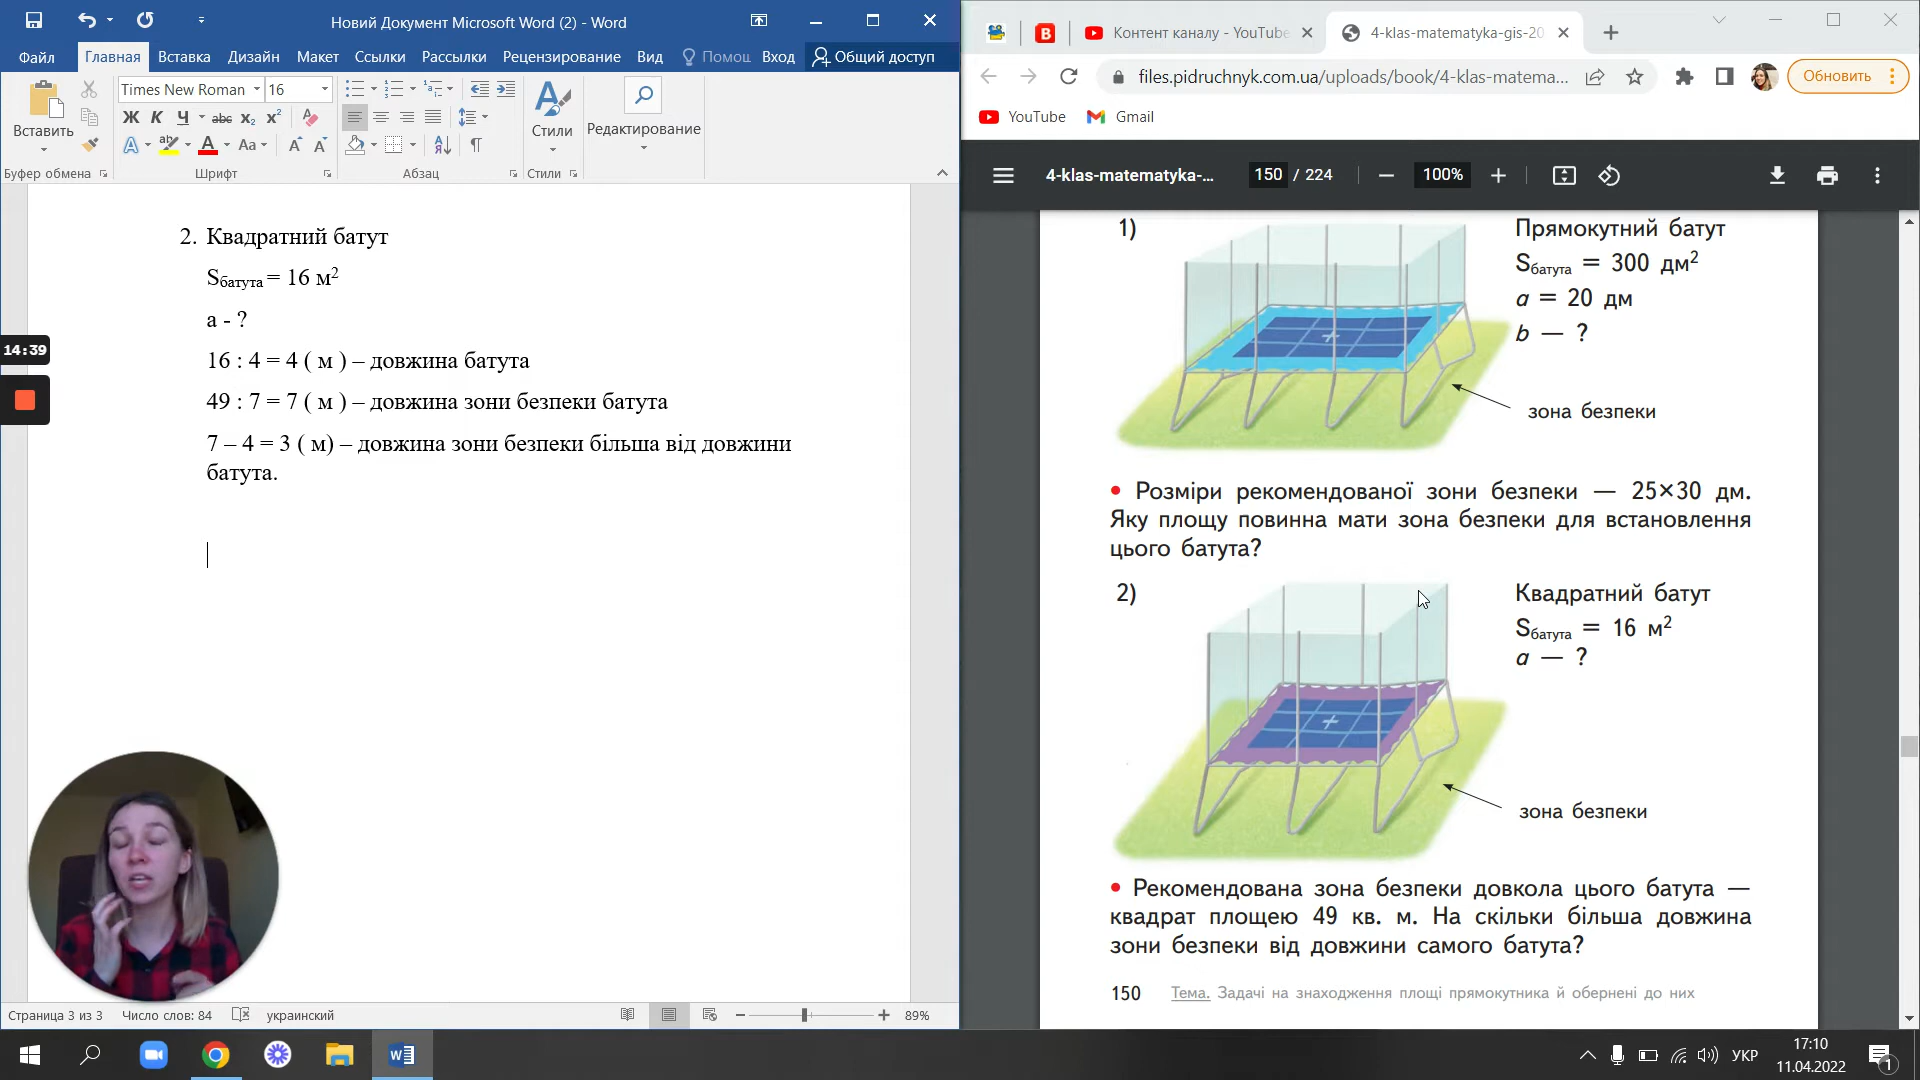 Новий Документ Microsoft Word (2) - Word
Файл
Главная
Вставка
Дизайн
Макет
Ссылки
Рассылки
Рецензирование
Вид
Помощ
Вход
Общий доступ
Вставить
Буфер обмена
Times New Roman
16
Ж К Ч abc x₂ x²
Aa
Шрифт
Абзац
Стили
Стили
Редактирование
2. Квадратний батут
Sбатута = 16 м²
а - ?
16 : 4 = 4 ( м ) – довжина батута
49 : 7 = 7 ( м ) – довжина зони безпеки батута
7 – 4 = 3 ( м) – довжина зони безпеки більша від довжини
батута.
14:39
Страница 3 из 3
Число слов: 84
украинский
89%
Контент каналу - YouTube
4-klas-matematyka-gis-20
files.pidruchnyk.com.ua/uploads/book/4-klas-matema...
Обновить
YouTube
Gmail
4-klas-matematyka-...
150 / 224
100%
1)
Прямокутний батут
Sбатута = 300 дм²
a = 20 дм
b — ?
зона безпеки
• Розміри рекомендованої зони безпеки — 25×30 дм.
Яку площу повинна мати зона безпеки для встановлення
цього батута?
2)
Квадратний батут
Sбатута = 16 м²
a — ?
зона безпеки
• Рекомендована зона безпеки довкола цього батута —
квадрат площею 49 кв. м. На скільки більша довжина
зони безпеки від довжини самого батута?
150
Тема. Задачі на знаходження площі прямокутника й обернені до них
УКР
17:10
11.04.2022
1